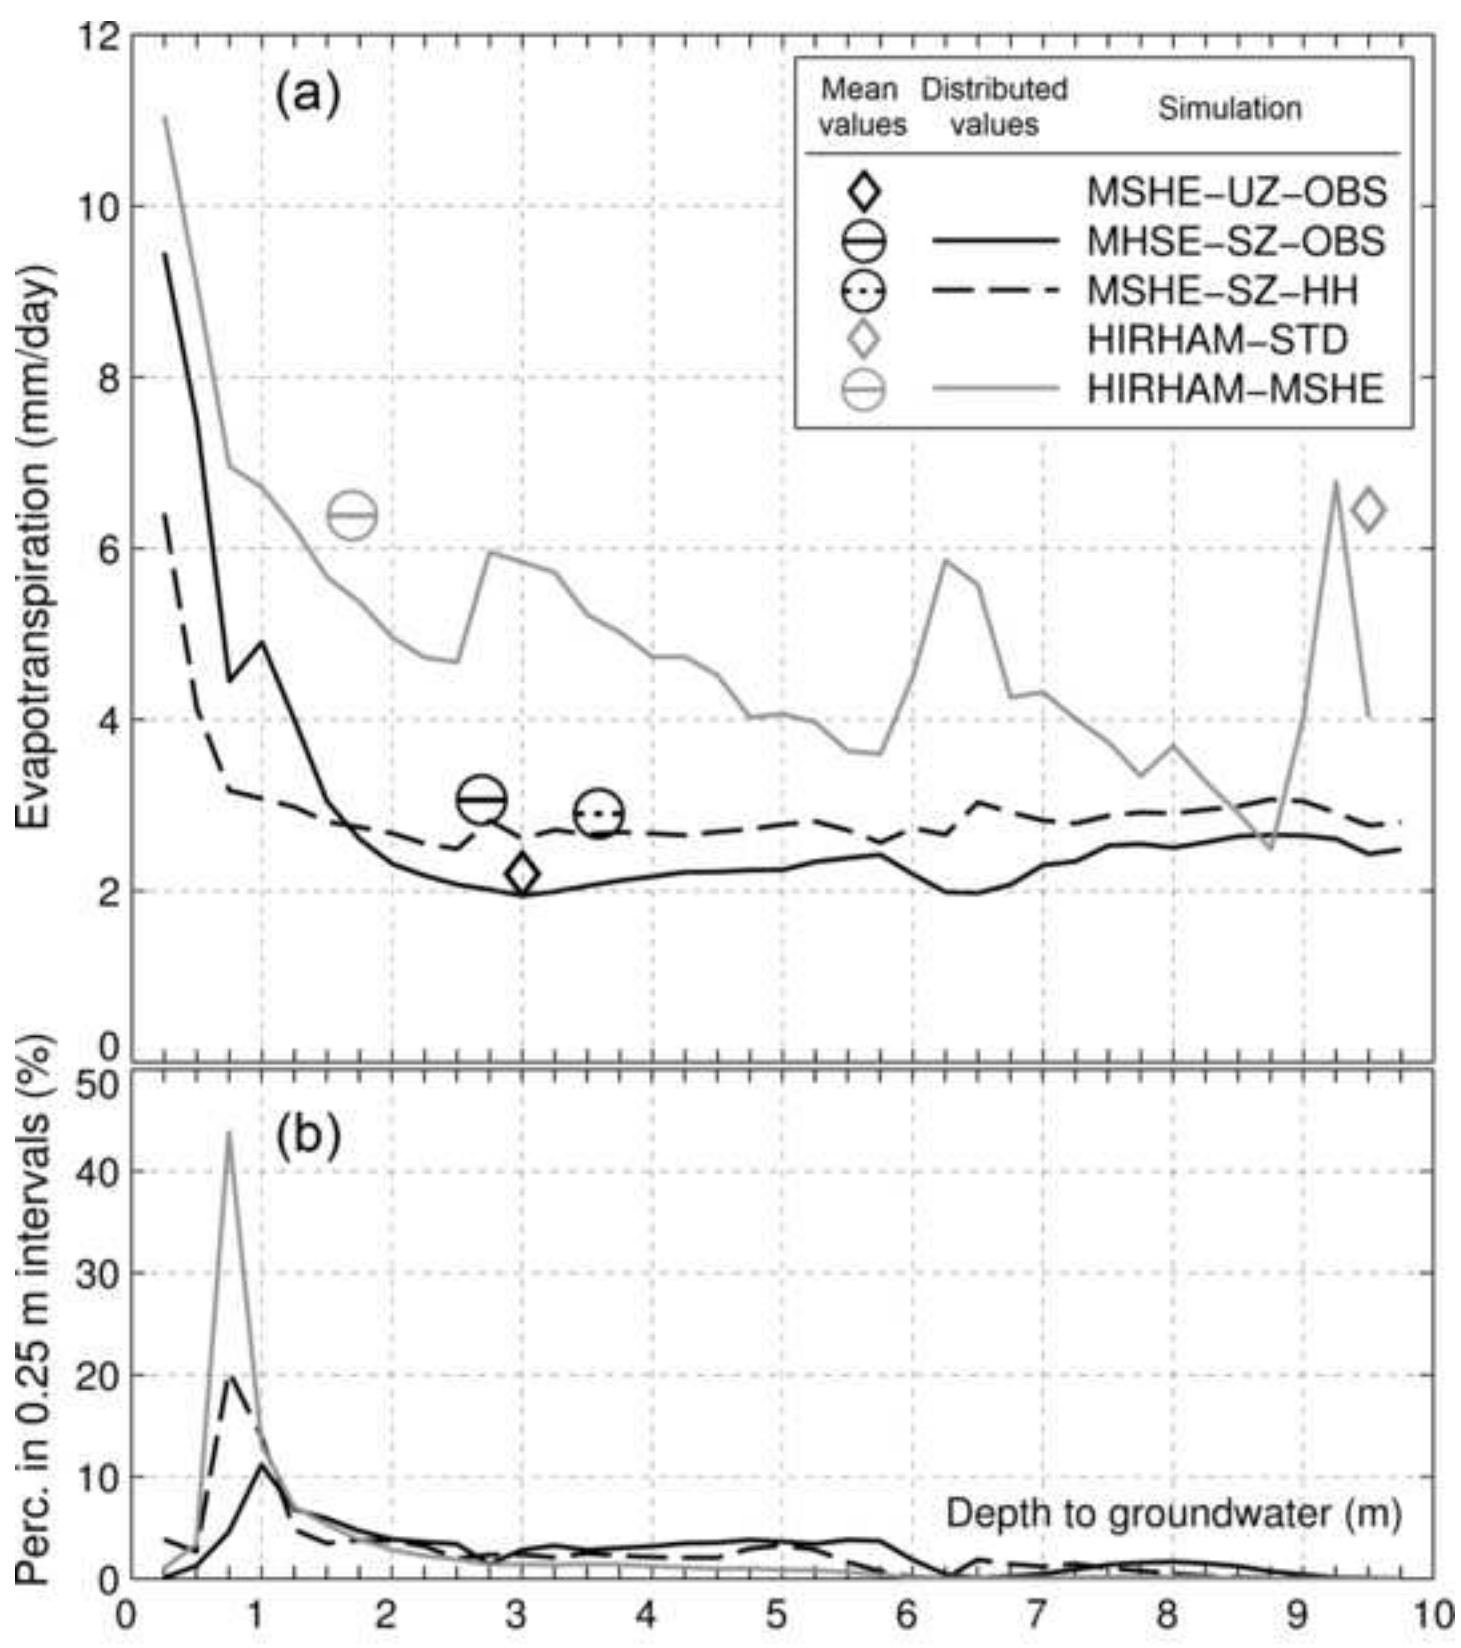 12
10
8
6
4
2
0
Evapotranspiration (mm/day)
(a)
Mean values
Distributed values
Simulation
MSHE-UZ-OBS
MHSE-SZ-OBS
MSHE-SZ-HH
HIRHAM-STD
HIRHAM-MSHE
50
40
30
20
10
0
Perc. in 0.25 m intervals (%)
(b)
Depth to groundwater (m)
0 1 2 3 4 5 6 7 8 9 10